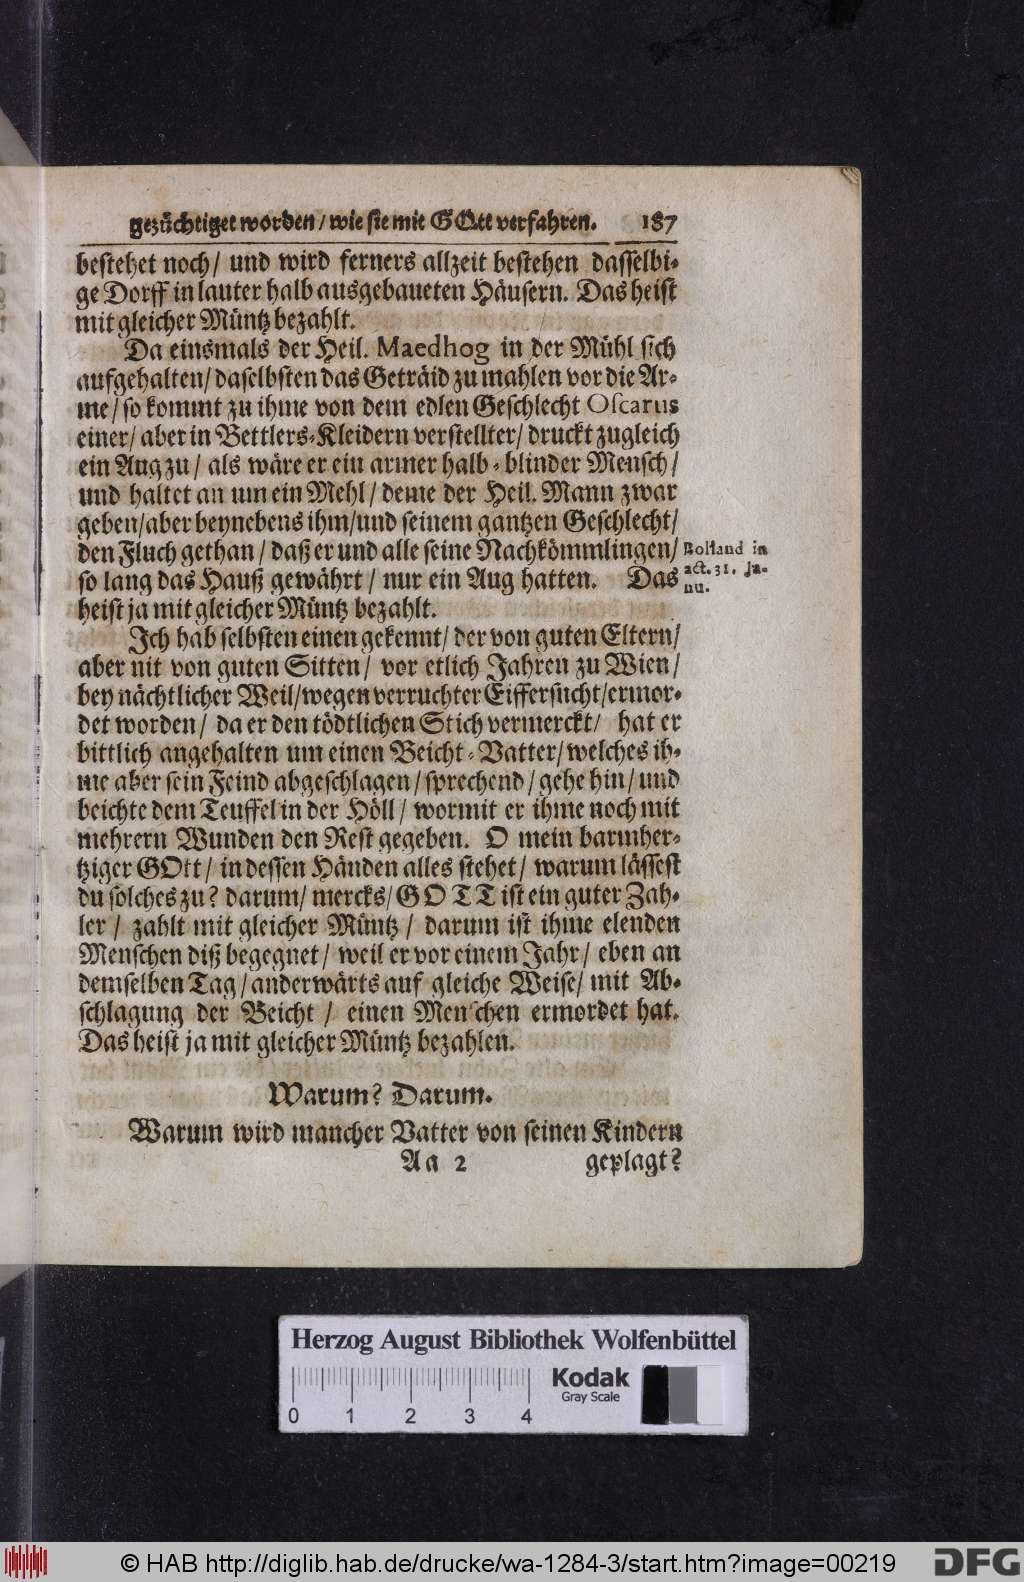 gezüchtiget worden / wie sie mit GOtt verfahren. 187
bestehet noch / und wird ferners allzeit bestehen dasselbi-
ge Dorff in lauter halb ausgebaueten Häusern. Das heist
mit gleicher Müntz bezahlt.
Da einsmals der Heil. Maedhog in der Mühl sich
aufgehalten / daselbsten das Geträid zu mahlen vor die Ar-
me / so kommt zu ihme von dem edlen Geschlecht Oscarus
einer / aber in Bettlers-Kleidern verstellter / druckt zugleich
ein Aug zu / als wäre er ein armer halb-blinder Mensch /
und haltet an um ein Mehl / deme der Heil. Mann zwar
geben / aber beynebens ihm / und seinem gantzen Geschlecht /
den Fluch gethan / daß er und alle seine Nachkömmlingen /
so lang das Hauß gewährt / nur ein Aug hatten. Das
heist ja mit gleicher Müntz bezahlt.
Bolland in
act. 31. Ja-
nu.
Ich hab selbsten einen gekennt / der von guten Eltern /
aber nit von guten Sitten / vor etlich Jahren zu Wien /
bey nächtlicher Weil / wegen verruchter Eiffersucht / ermor-
det worden / da er den tödtlichen Stich vermerckt / hat er
bittlich angehalten um einen Beicht-Vatter / welches ih-
me aber sein Feind abgeschlagen / sprechend / gehe hin / und
beichte dem Teuffel in der Höll / wormit er ihme noch mit
mehrern Wunden den Rest gegeben. O mein barmher-
tziger GOtt / in dessen Händen alles stehet / warum lässest
du solches zu? darum / mercks / GOTT ist ein guter Zah-
ler / zahlt mit gleicher Müntz / darum ist ihme elenden
Menschen diß begegnet / weil er vor einem Jahr / eben an
demselben Tag / anderwärts auf gleiche Weise / mit Ab-
schlagung der Beicht / einen Menschen ermordet hat.
Das heist ja mit gleicher Müntz bezahlen.
Warum? Darum.
Warum wird mancher Vatter von seinen Kindern
Aa 2 geplagt?
Herzog August Bibliothek Wolfenbüttel
Kodak
Gray Scale
0 1 2 3 4
© HAB http://diglib.hab.de/drucke/wa-1284-3/start.htm?image=00219
DFG